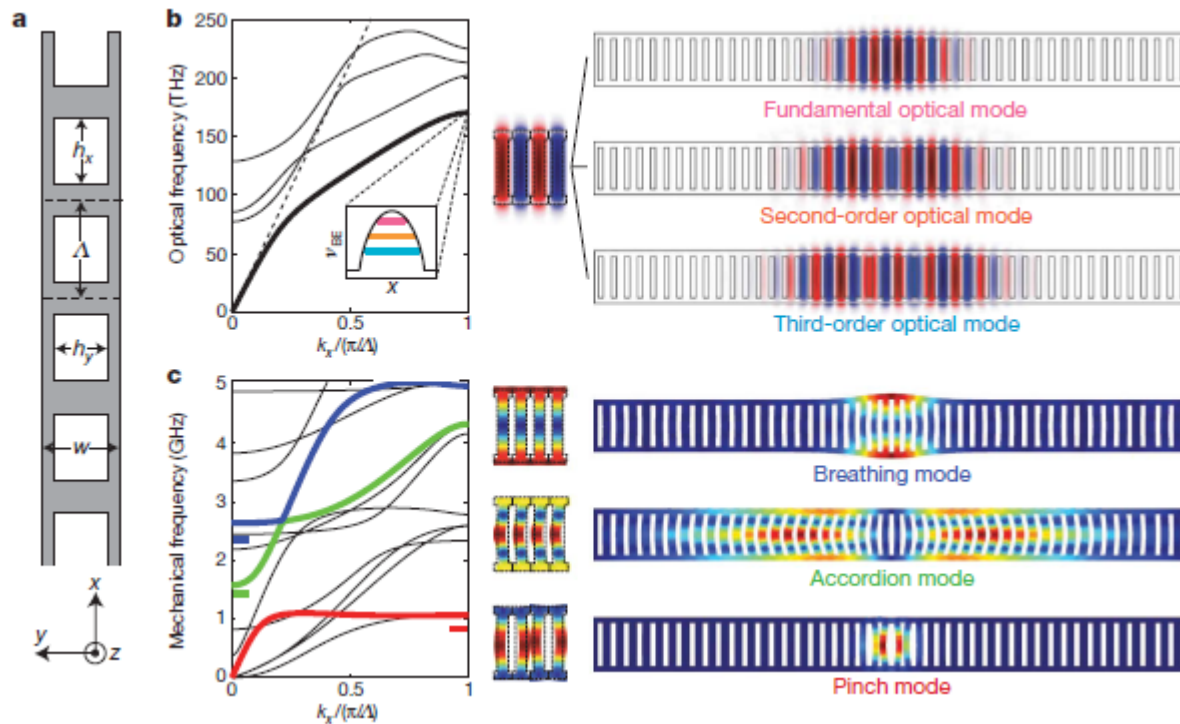 a
h_x
Λ
h_y
w
x
y
z
b
Optical frequency (THz)
250
200
150
100
50
0
ν_BE
x
0
0.5
1
k_x/(π/Λ)
Fundamental optical mode
Second-order optical mode
Third-order optical mode
c
Mechanical frequency (GHz)
5
4
3
2
1
0
0
0.5
1
k_x/(π/Λ)
Breathing mode
Accordion mode
Pinch mode